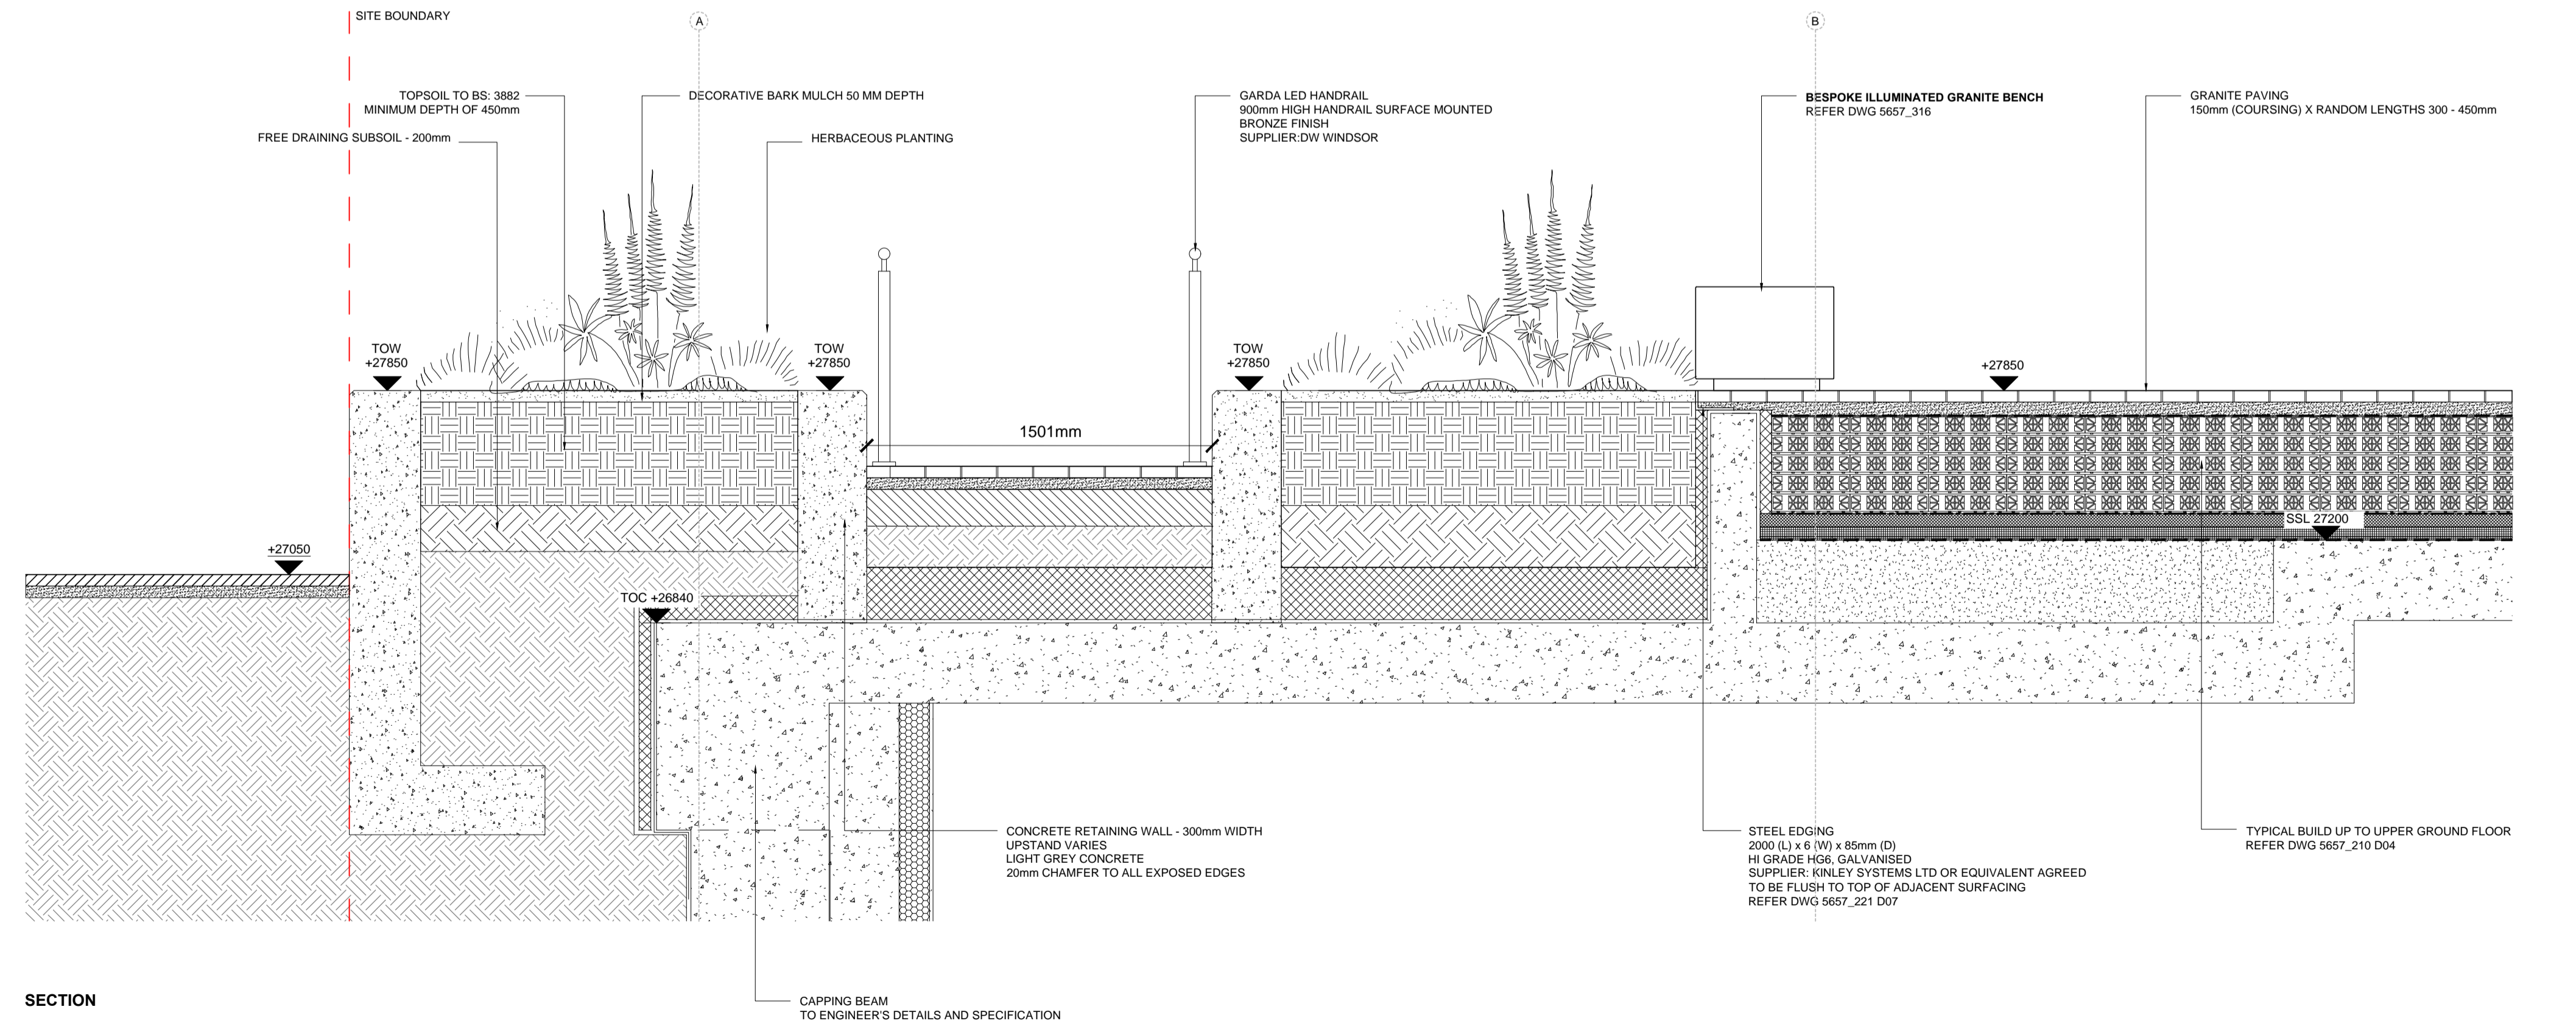 SITE BOUNDARY
A
B
TOPSOIL TO BS: 3882
MINIMUM DEPTH OF 450mm
FREE DRAINING SUBSOIL - 200mm
DECORATIVE BARK MULCH 50 MM DEPTH
HERBACEOUS PLANTING
GARDA LED HANDRAIL
900mm HIGH HANDRAIL SURFACE MOUNTED
BRONZE FINISH
SUPPLIER:DW WINDSOR
BESPOKE ILLUMINATED GRANITE BENCH
REFER DWG 5657_316
GRANITE PAVING
150mm (COURSING) X RANDOM LENGTHS 300 - 450mm
TOW
+27850
TOW
+27850
TOW
+27850
+27850
1501mm
SSL 27200
+27050
TOC +26840
CONCRETE RETAINING WALL - 300mm WIDTH
UPSTAND VARIES
LIGHT GREY CONCRETE
20mm CHAMFER TO ALL EXPOSED EDGES
STEEL EDGING
2000 (L) x 6 (W) x 85mm (D)
HI GRADE HG6, GALVANISED
SUPPLIER: KINLEY SYSTEMS LTD OR EQUIVALENT AGREED
TO BE FLUSH TO TOP OF ADJACENT SURFACING
REFER DWG 5657_221 D07
TYPICAL BUILD UP TO UPPER GROUND FLOOR
REFER DWG 5657_210 D04
SECTION
CAPPING BEAM
TO ENGINEER'S DETAILS AND SPECIFICATION